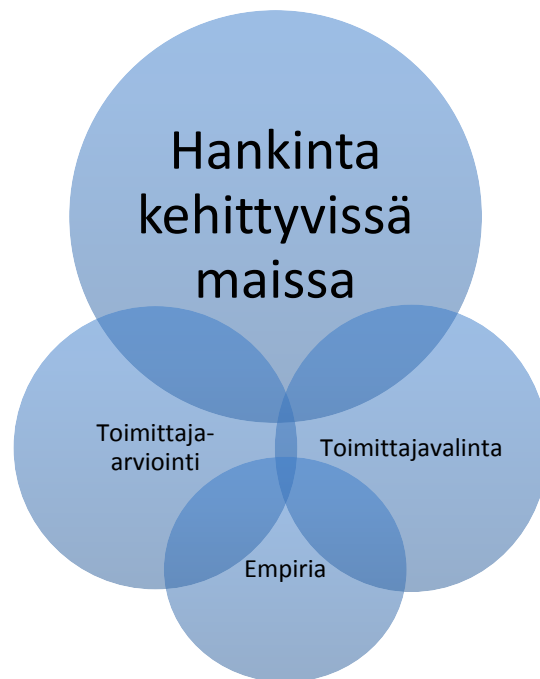 Hankinta
kehittyvissä
maissa
Toimittaja-
arviointi
Toimittajavalinta
Empiria